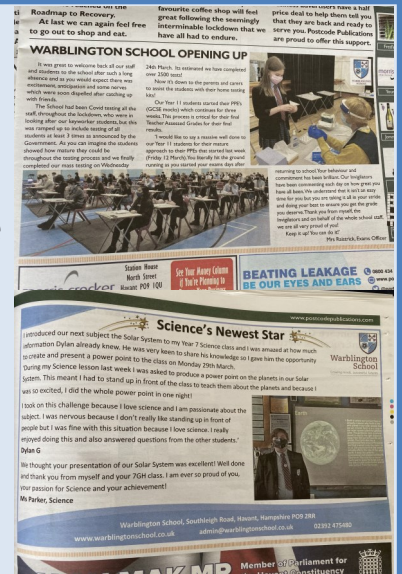 Roadmap to Recovery.
At last we can again feel free
to go out to shop and eat.
favourite coffee shop will feel
great following the seemingly
interminable lockdown that we
have all had to endure.
have a half
price deal to help them tell you
that they are back and ready to
serve you. Postcode Publications
are proud to offer this support.
WARBLINGTON SCHOOL OPENING UP
It was great to welcome back all our staff
and students to the school after such a long
absence and as you would expect there was
excitement, anticipation and some nerves
which were soon dispelled after catching up
with friends.
The School had been Covid testing all the
staff, throughout the lockdown, who were in
looking after our keyworker students, but this
was ramped up to include testing of all
students at least 3 times as announced by the
Government. As you can imagine the students
showed how mature they could be
throughout the testing process and we finally
completed our mass testing on Wednesday
24th March. Its estimated we have completed
over 2500 tests!
Now it's down to the parents and carers
to assist the students with their home testing
kits!
Our Year 11 students started their PPEs
(GCSE mocks) which continues for three
weeks. This process is critical for their final
Teacher Assessed Grades for their final
results.
I would like to say a massive well done to
our Year 11 students for their mature
approach to their PPEs that started last week
(Friday 12 March). You literally hit the ground
running as you started your exams days after
returning to school. Your behaviour and
commitment has been brilliant. Our Invigilators
have been commenting each day on how great you
have all been. We understand that it isn't an easy
time for you but you are taking it all in your stride
and doing your best to ensure you get the grade
you deserve. Thank you from myself, the
Invigilators and on behalf of the whole school staff,
we are all very proud of you!
Keep it up! You can do it!
Mrs Rostrick, Exams Officer
Station House
North Street
Havant PO9 1QU
See Your Money Column
if You're Planning to
BEATING LEAKAGE
BE OUR EYES AND EARS
0800 434
www.postcodepublications.com
Science's Newest Star
I introduced our next subject the Solar System to my Year 7 Science class and I was amazed at how much
information Dylan already knew. He was very keen to share his knowledge so I gave him the opportunity
to create and present a power point to the class on Monday 29th March.
'During my Science lesson last week I was asked to produce a power point on the planets in our Solar
System. This meant I had to stand up in front of the class to teach them about the planets and because I
was so excited, I did the whole power point in one night!
I took on this challenge because I love science and I am passionate about the
subject. I was nervous because I don't really like standing up in front of
people but I was fine with this situation because I love science. I really
enjoyed doing this and also answered questions from the other students.'
Dylan G
We thought your presentation of our Solar System was excellent! Well done
and thank you from myself and your 7GH class. I am ever so proud of you,
your passion for Science and your achievement!
Ms Parker, Science
Warblington
School
Earth
Warblington School, Southleigh Road, Havant, Hampshire PO9 2RR
www.warblingtonschool.co.uk admin@warblingtonschool.co.uk 02392 475480
MAK MP
Member of Parliament for
Constituency